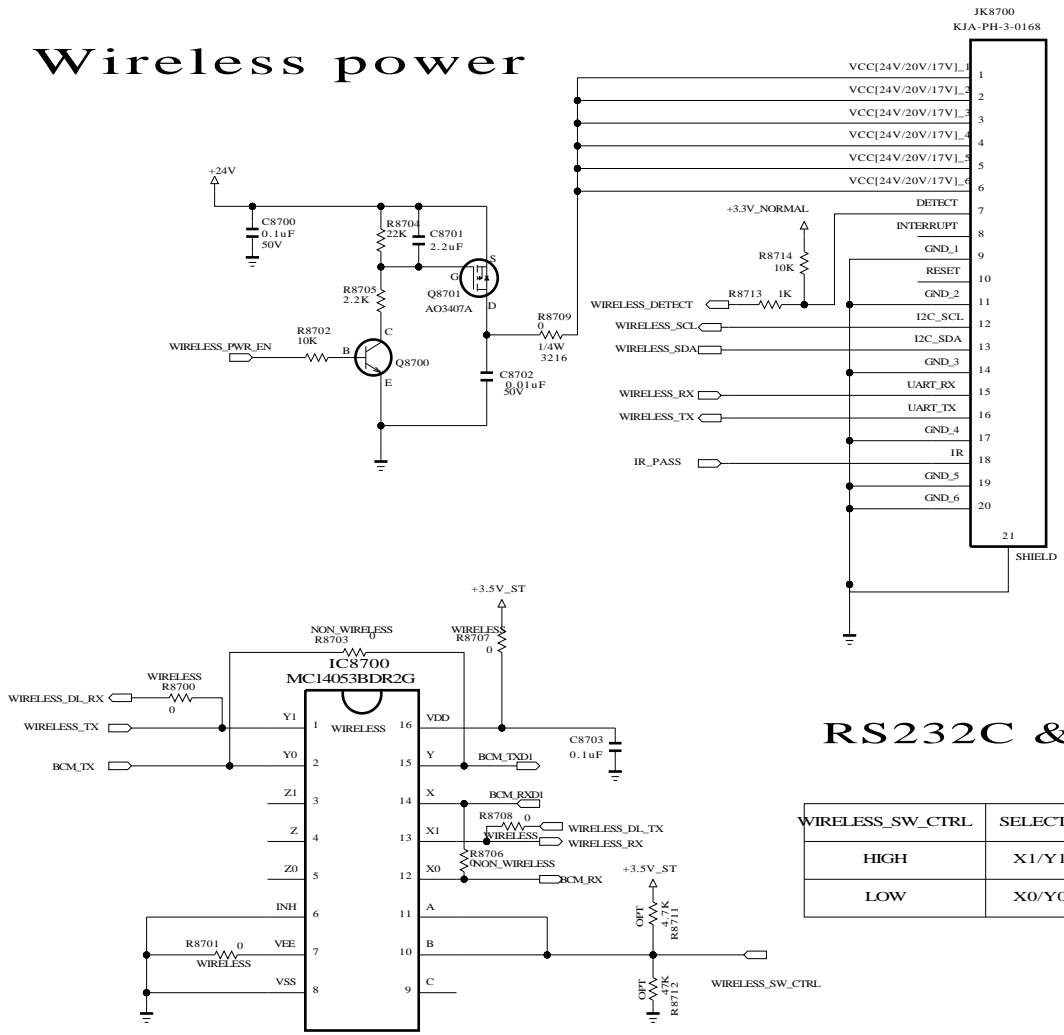 JK8700
KJA-PH-3-0168
Wireless power
VCC[24V/20V/17V]_1
1
VCC[24V/20V/17V]_2
2
VCC[24V/20V/17V]_3
3
VCC[24V/20V/17V]_4
4
VCC[24V/20V/17V]_5
5
VCC[24V/20V/17V]_6
6
DETECT
7
INTERRUPT
8
GND_1
9
RESET
10
GND_2
11
I2C_SCL
12
I2C_SDA
13
GND_3
14
UART_RX
15
UART_TX
16
GND_4
17
IR
18
GND_5
19
GND_6
20
21
SHIELD
+24V
C8700
0.1uF
50V
R8704
22K
C8701
2.2uF
R8705
2.2K
S
G
D
Q8701
AO3407A
R8702
10K
WIRELESS_PWR_EN
C
B
E
Q8700
R8709
0
1/4W
3216
C8702
0.01uF
50V
+3.3V_NORMAL
R8714
10K
R8713
1K
WIRELESS_DETECT
WIRELESS_SCL
WIRELESS_SDA
WIRELESS_RX
WIRELESS_TX
IR_PASS
+3.5V_ST
NON_WIRELESS
R8703
0
WIRELESS
R8707
0
IC8700
MC14053BDR2G
WIRELESS
WIRELESS
R8700
0
WIRELESS_DL_RX
WIRELESS_TX
BCM_TX
Y1
1
Y0
2
Z1
3
Z
4
Z0
5
INH
6
VEE
7
VSS
8
R8701
0
WIRELESS
16
VDD
15
Y
14
X
13
X1
12
X0
11
A
10
B
9
C
C8703
0.1uF
BCM_TXD1
BCM_RXD1
R8708
0
WIRELESS
WIRELESS_DL_TX
WIRELESS_RX
R8706
0
NON_WIRELESS
BCM_RX
+3.5V_ST
OPT
4.7K
R8711
OPT
47K
R8712
WIRELESS_SW_CTRL
RS232C &
WIRELESS_SW_CTRL SELECT
HIGH X1/Y1
LOW X0/Y0